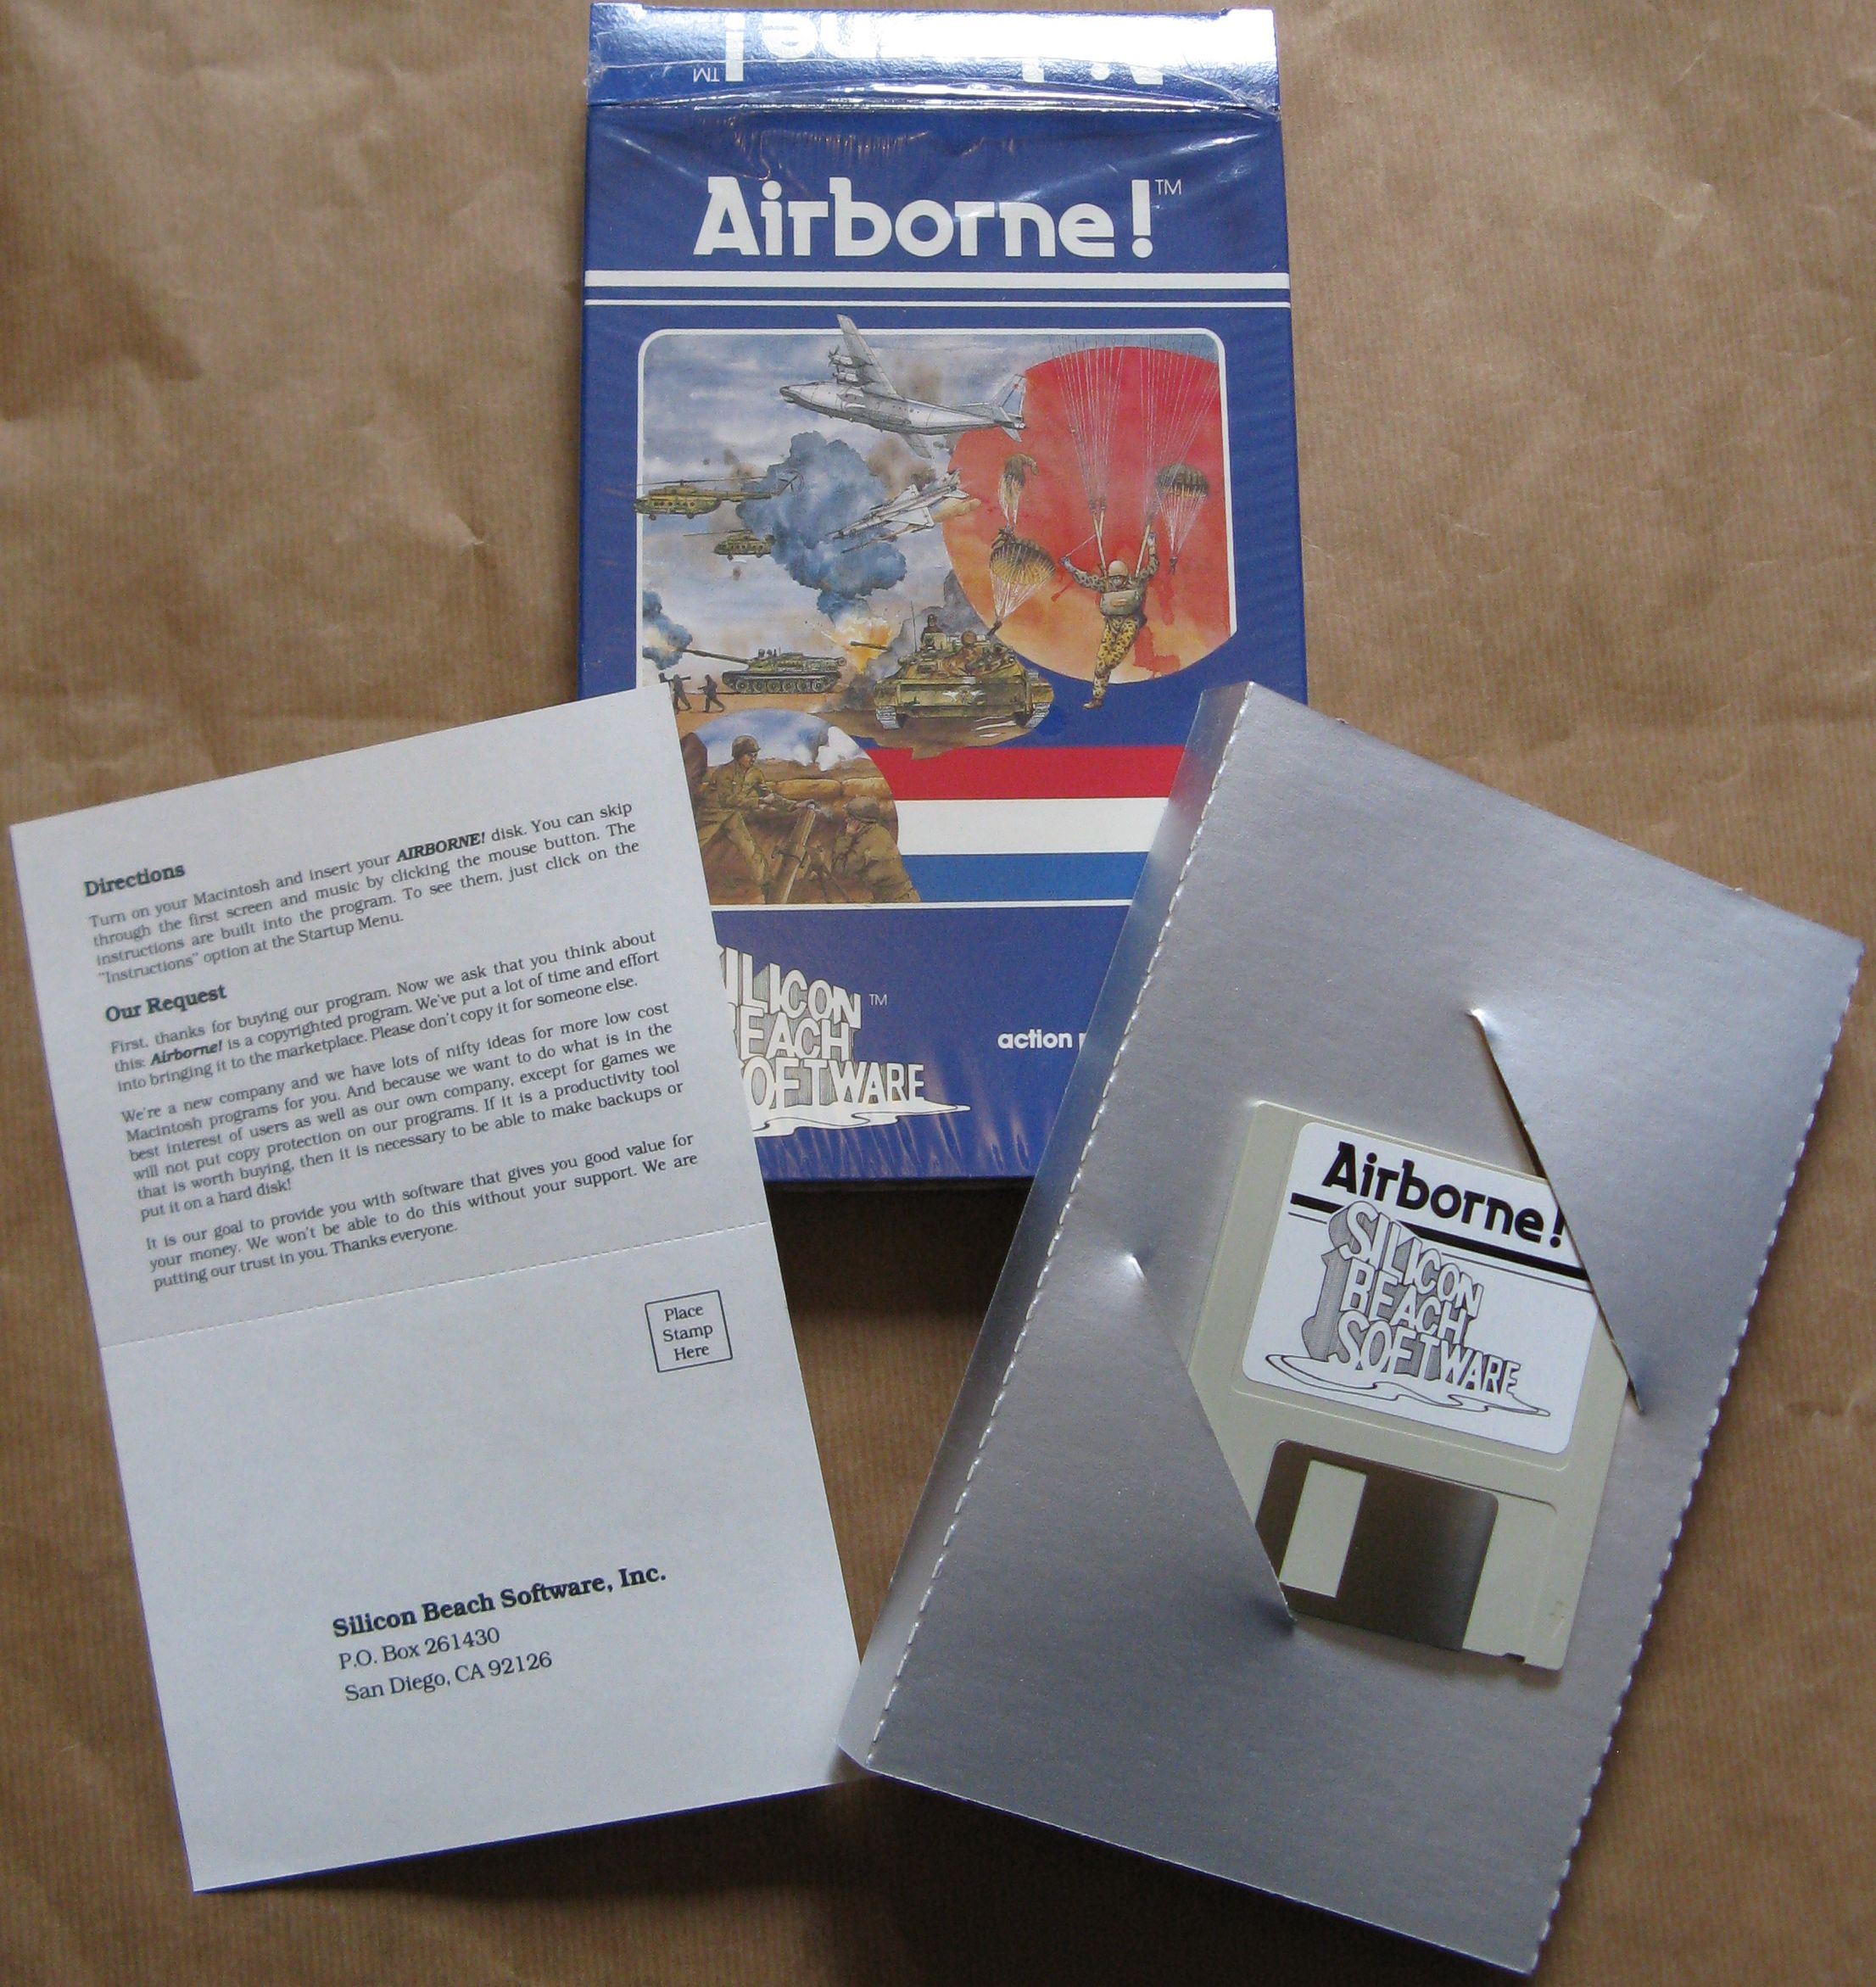 Airborne!™
Airborne!™
SILICON™
BEACH
SOFTWARE
action
Directions
Turn on your Macintosh and insert your AIRBORNE! disk. You can skip
through the first screen and music by clicking the mouse button. The
instructions are built into the program. To see them, just click on the
"Instructions" option at the Startup Menu.
Our Request
First, thanks for buying our program. Now we ask that you think about
this: Airborne! is a copyrighted program. We've put a lot of time and effort
into bringing it to the marketplace. Please don't copy it for someone else.
We're a new company and we have lots of nifty ideas for more low cost
Macintosh programs for you. And because we want to do what is in the
best interest of users as well as our own company, except for games we
will not put copy protection on our programs. If it is a productivity tool
that is worth buying, then it is necessary to be able to make backups or
put it on a hard disk!
It is our goal to provide you with software that gives you good value for
your money. We won't be able to do this without your support. We are
putting our trust in you. Thanks everyone.
Place
Stamp
Here
Silicon Beach Software, Inc.
P.O. Box 261430
San Diego, CA 92126
Airborne!
SILICON
BEACH
SOFTWARE